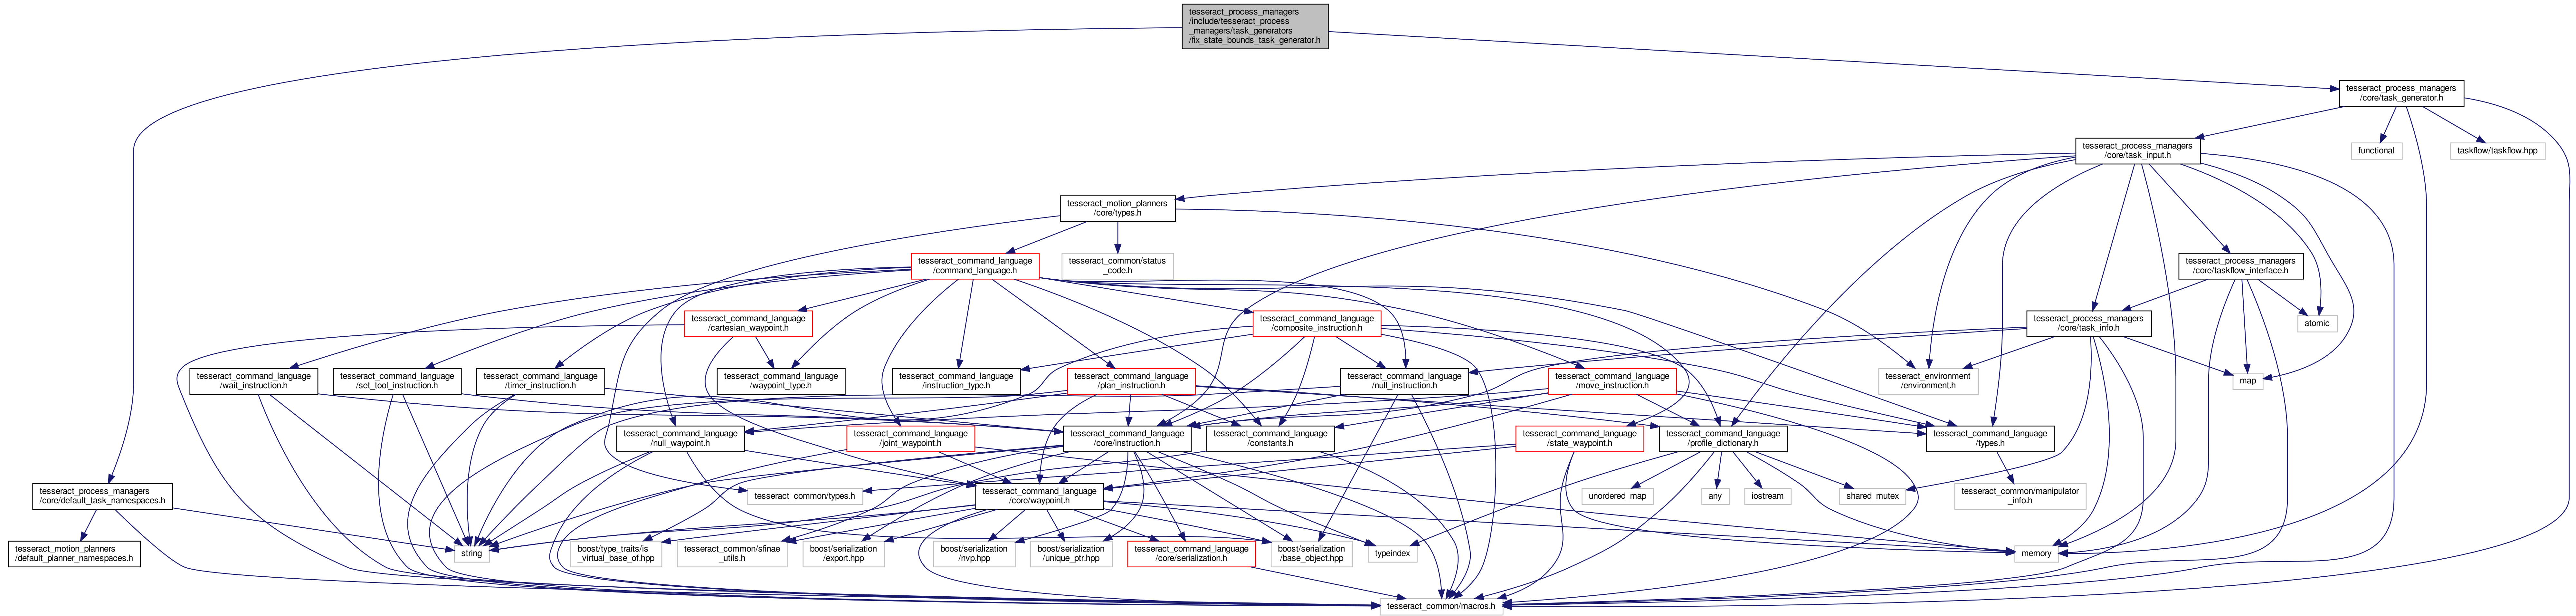 tesseract_process_managers
/include/tesseract_process
_managers/task_generators
/fix_state_bounds_task_generator.h
tesseract_process_managers
/core/task_generator.h
tesseract_process_managers
/core/task_input.h
functional
taskflow/taskflow.hpp
tesseract_motion_planners
/core/types.h
tesseract_command_language
/command_language.h
tesseract_common/status
_code.h
tesseract_process_managers
/core/taskflow_interface.h
tesseract_command_language
/cartesian_waypoint.h
tesseract_command_language
/composite_instruction.h
tesseract_process_managers
/core/task_info.h
atomic
tesseract_command_language
/wait_instruction.h
tesseract_command_language
/set_tool_instruction.h
tesseract_command_language
/timer_instruction.h
tesseract_command_language
/waypoint_type.h
tesseract_command_language
/instruction_type.h
tesseract_command_language
/plan_instruction.h
tesseract_command_language
/null_instruction.h
tesseract_command_language
/move_instruction.h
tesseract_environment
/environment.h
map
tesseract_command_language
/null_waypoint.h
tesseract_command_language
/joint_waypoint.h
tesseract_command_language
/core/instruction.h
tesseract_command_language
/constants.h
tesseract_command_language
/state_waypoint.h
tesseract_command_language
/profile_dictionary.h
tesseract_command_language
/types.h
tesseract_process_managers
/core/default_task_namespaces.h
tesseract_common/types.h
tesseract_command_language
/core/waypoint.h
unordered_map
any
iostream
shared_mutex
tesseract_common/manipulator
_info.h
tesseract_motion_planners
/default_planner_namespaces.h
string
boost/type_traits/is
_virtual_base_of.hpp
tesseract_common/sfinae
_utils.h
boost/serialization
/export.hpp
boost/serialization
/nvp.hpp
boost/serialization
/unique_ptr.hpp
tesseract_command_language
/core/serialization.h
boost/serialization
/base_object.hpp
typeindex
memory
tesseract_common/macros.h